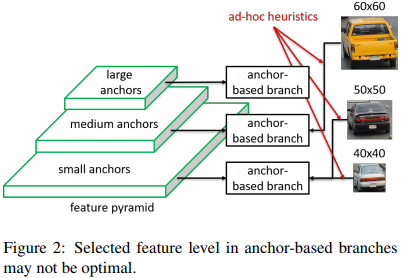 60x60
ad-hoc heuristics
large
anchors
anchor-
based branch
50x50
medium anchors
anchor-
based branch
40x40
small anchors
anchor-
based branch
feature pyramid
Figure 2: Selected feature level in anchor-based branches
may not be optimal.